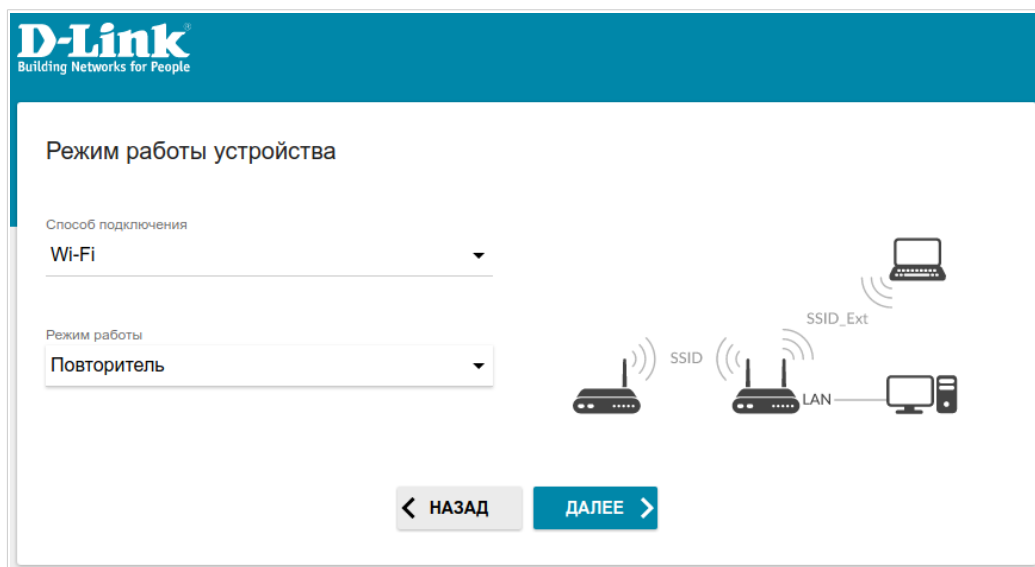 D-Link®
Building Networks for People
Режим работы устройства
Способ подключения
Wi-Fi
Режим работы
Повторитель
SSID
SSID_Ext
LAN
НАЗАД
ДАЛЕЕ